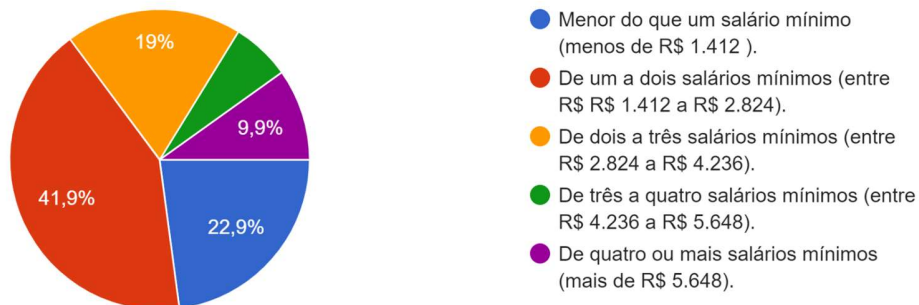 19%
9,9%
41,9%
22,9%
Menor do que um salário mínimo
(menos de R$ 1.412 ).
De um a dois salários mínimos (entre
R$ R$ 1.412 a R$ 2.824).
De dois a três salários mínimos (entre
R$ 2.824 a R$ 4.236).
De três a quatro salários mínimos (entre
R$ 4.236 a R$ 5.648).
De quatro ou mais salários mínimos
(mais de R$ 5.648).